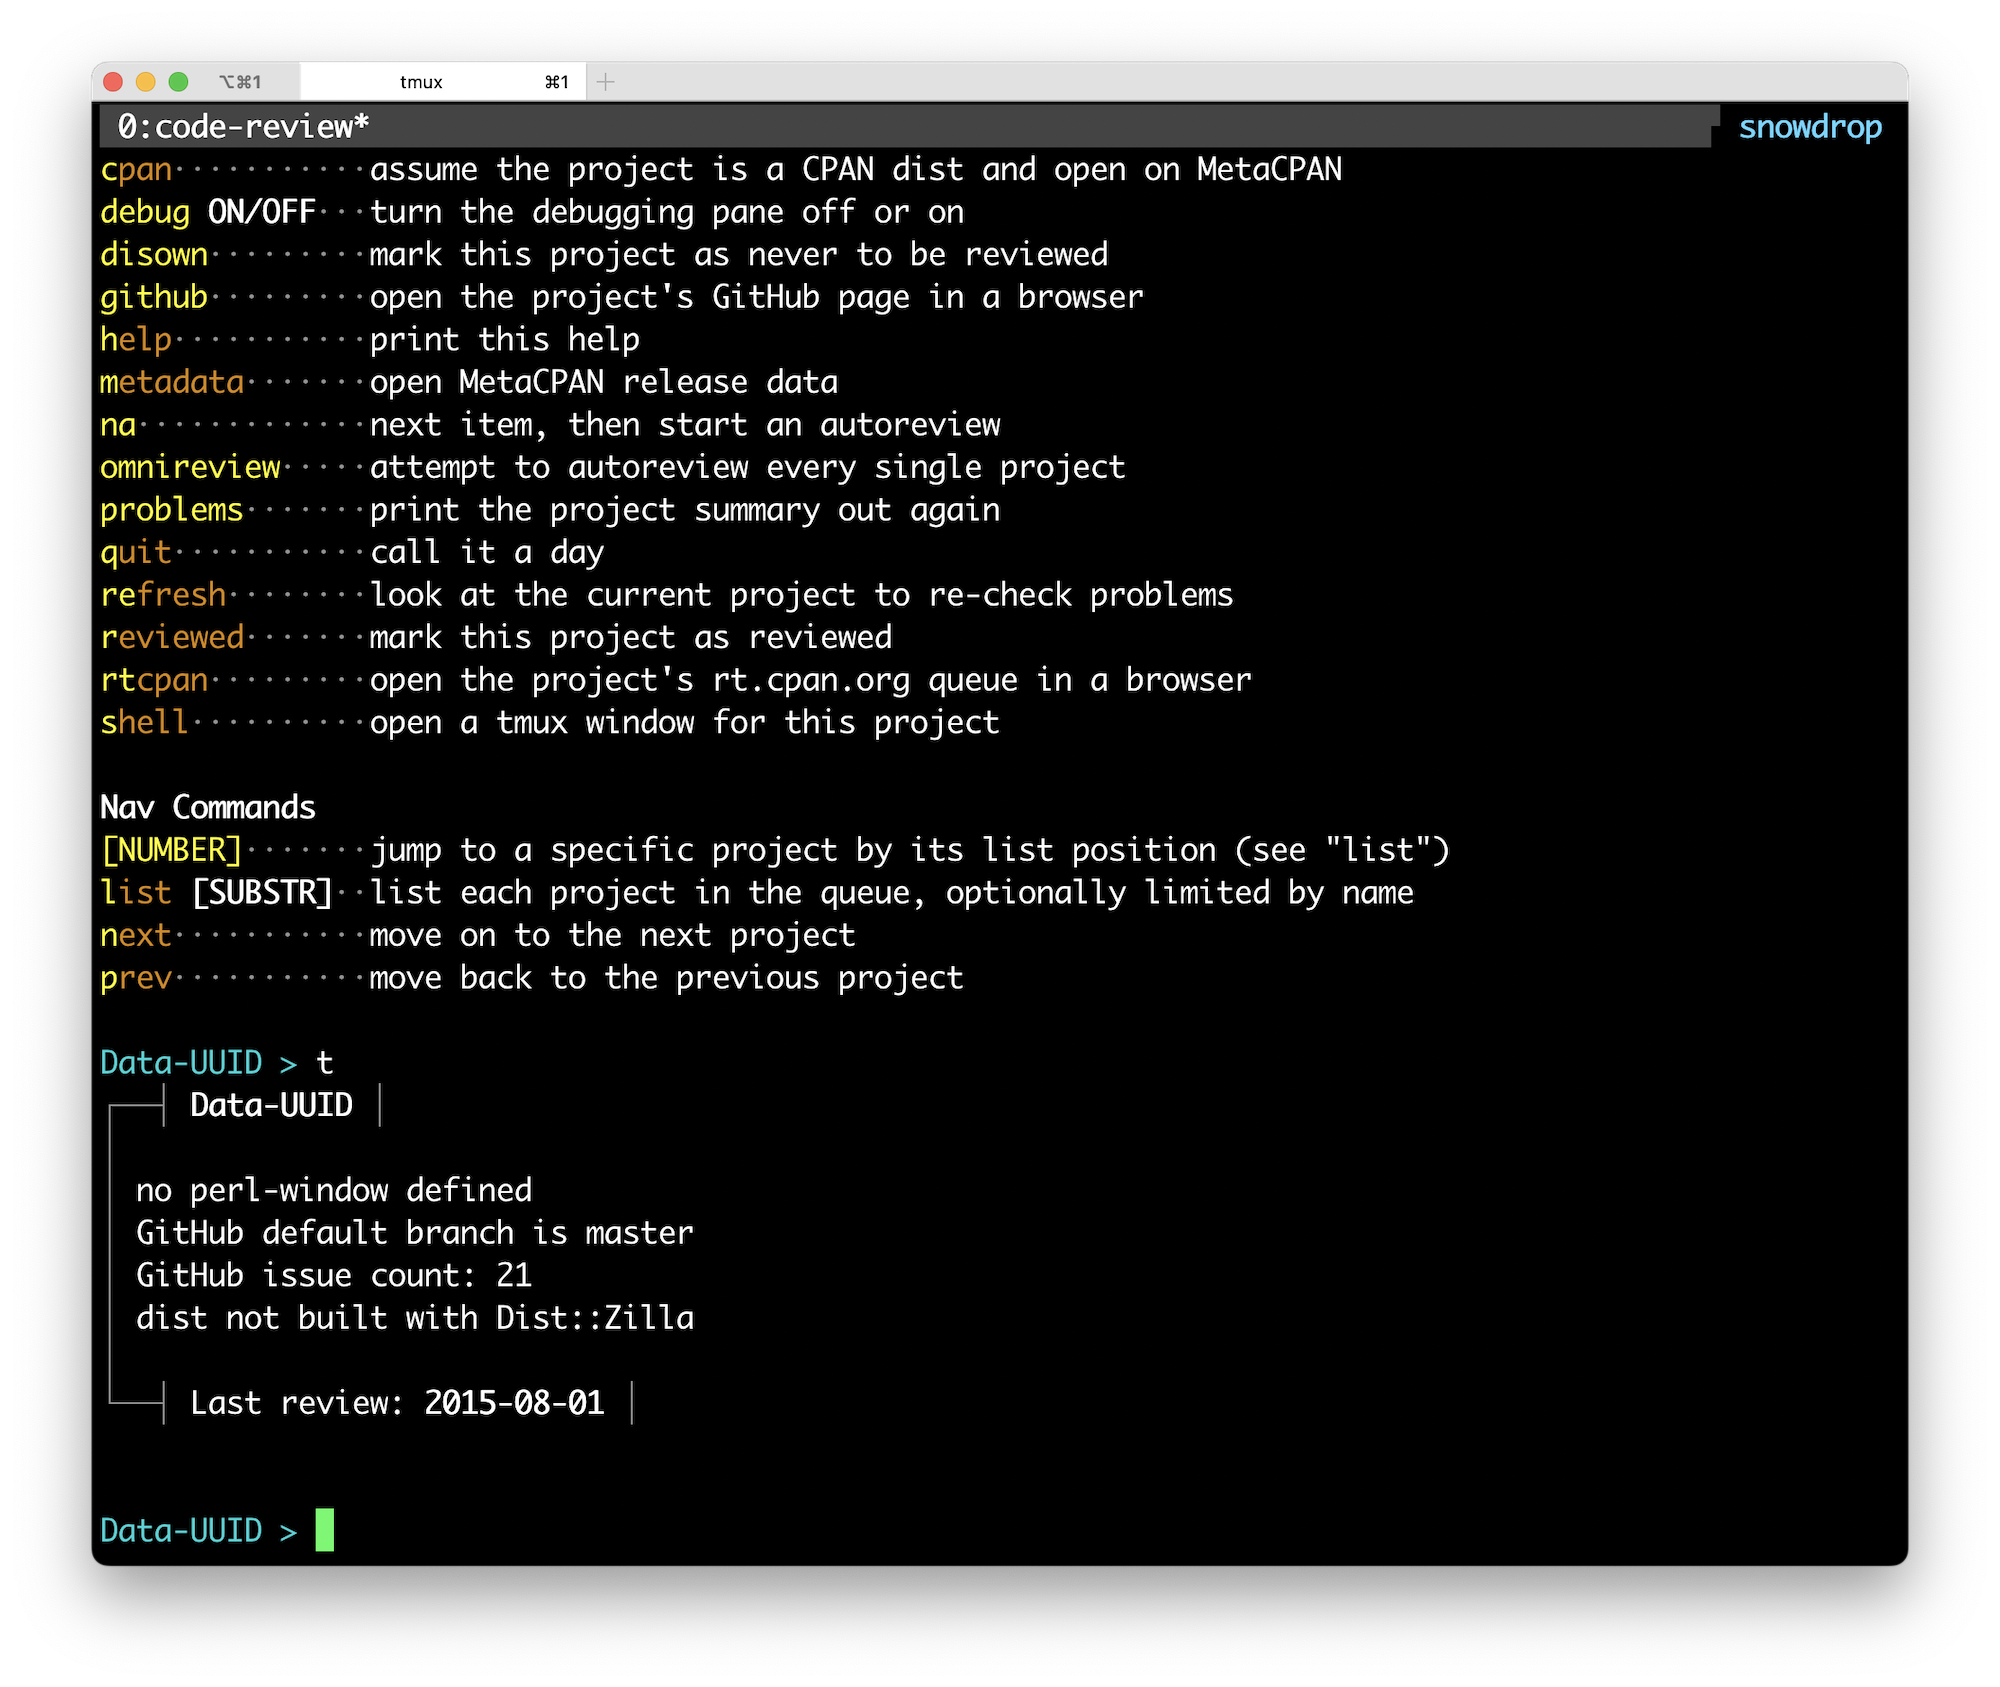 ⌥⌘1 tmux ⌘1 +
0:code-review* snowdrop
cpan···········assume the project is a CPAN dist and open on MetaCPAN
debug ON/OFF···turn the debugging pane off or on
disown·········mark this project as never to be reviewed
github·········open the project's GitHub page in a browser
help···········print this help
metadata·······open MetaCPAN release data
na·············next item, then start an autoreview
omnireview·····attempt to autoreview every single project
problems·······print the project summary out again
quit···········call it a day
refresh········look at the current project to re-check problems
reviewed·······mark this project as reviewed
rtcpan·········open the project's rt.cpan.org queue in a browser
shell··········open a tmux window for this project
Nav Commands
[NUMBER]·······jump to a specific project by its list position (see "list")
list [SUBSTR]··list each project in the queue, optionally limited by name
next···········move on to the next project
prev···········move back to the previous project
Data-UUID > t
Data-UUID
no perl-window defined
GitHub default branch is master
GitHub issue count: 21
dist not built with Dist::Zilla
Last review: 2015-08-01
Data-UUID >